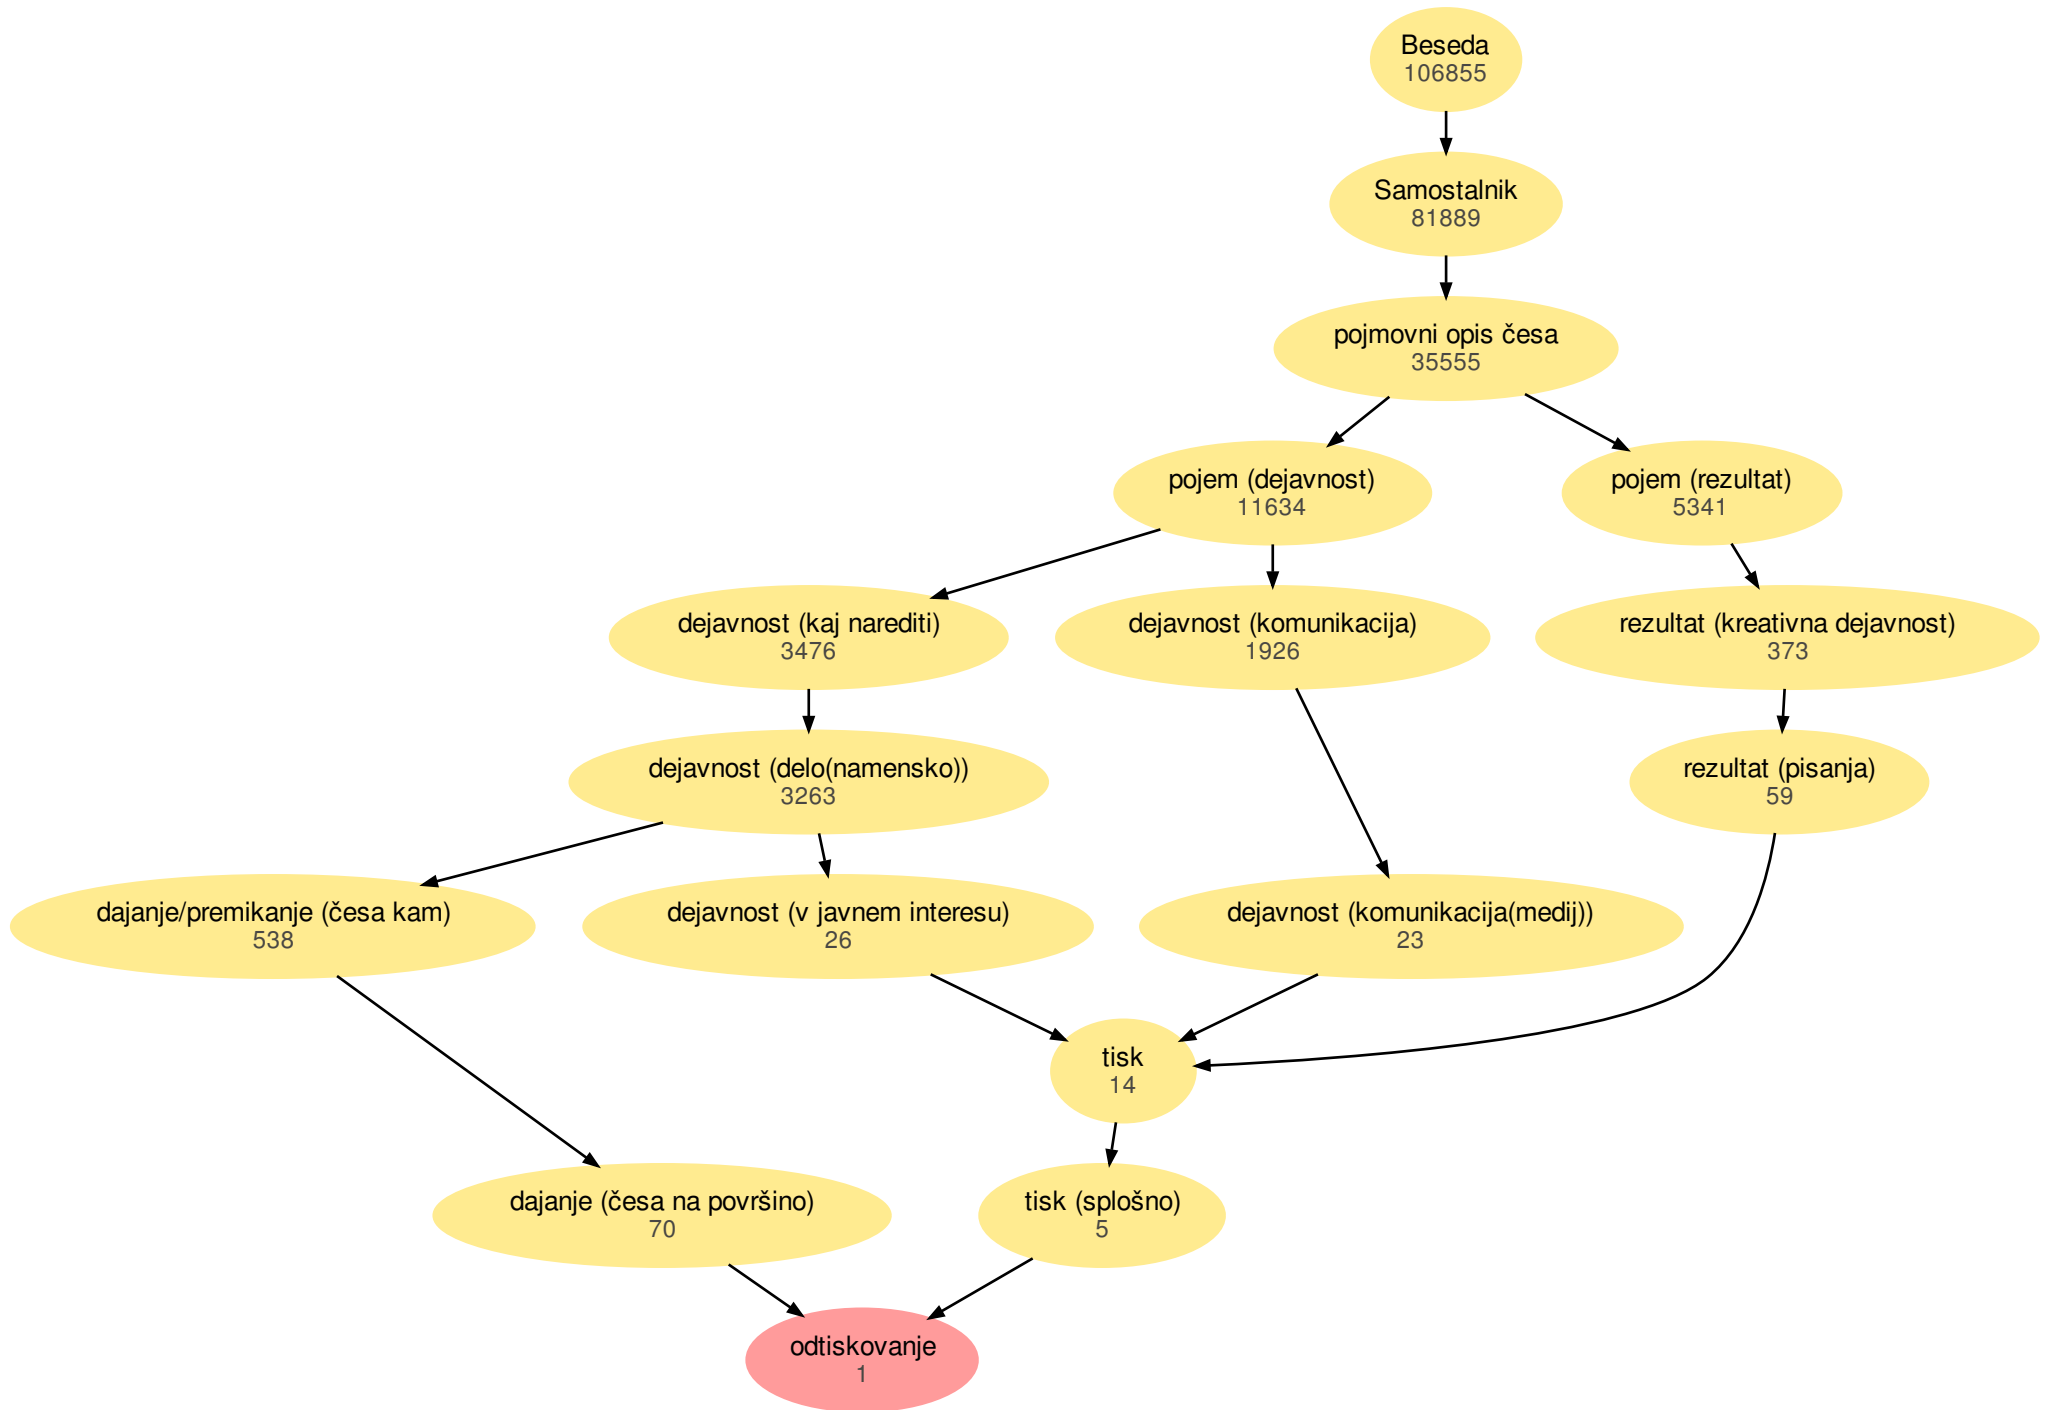 Beseda
106855
Samostalnik
81889
pojmovni opis česa
35555
pojem (dejavnost)
11634
pojem (rezultat)
5341
dejavnost (kaj narediti)
3476
dejavnost (komunikacija)
1926
rezultat (kreativna dejavnost)
373
dejavnost (delo(namensko))
3263
rezultat (pisanja)
59
dajanje/premikanje (česa kam)
538
dejavnost (v javnem interesu)
26
dejavnost (komunikacija(medij))
23
tisk
14
dajanje (česa na površino)
70
tisk (splošno)
5
odtiskovanje
1